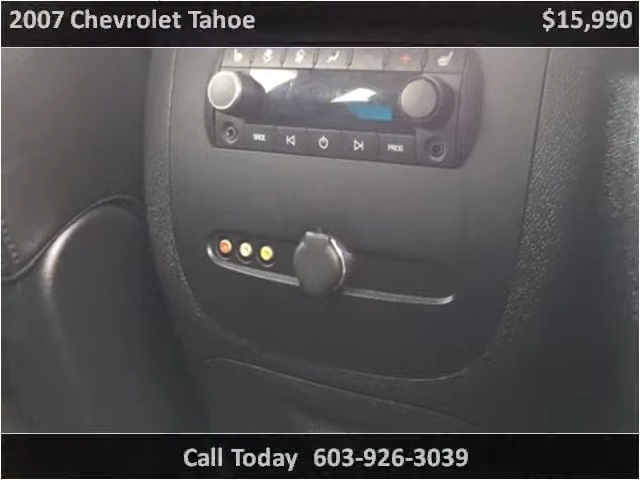 2007 Chevrolet Tahoe $15,990
SRCE PROG
Call Today 603-926-3039